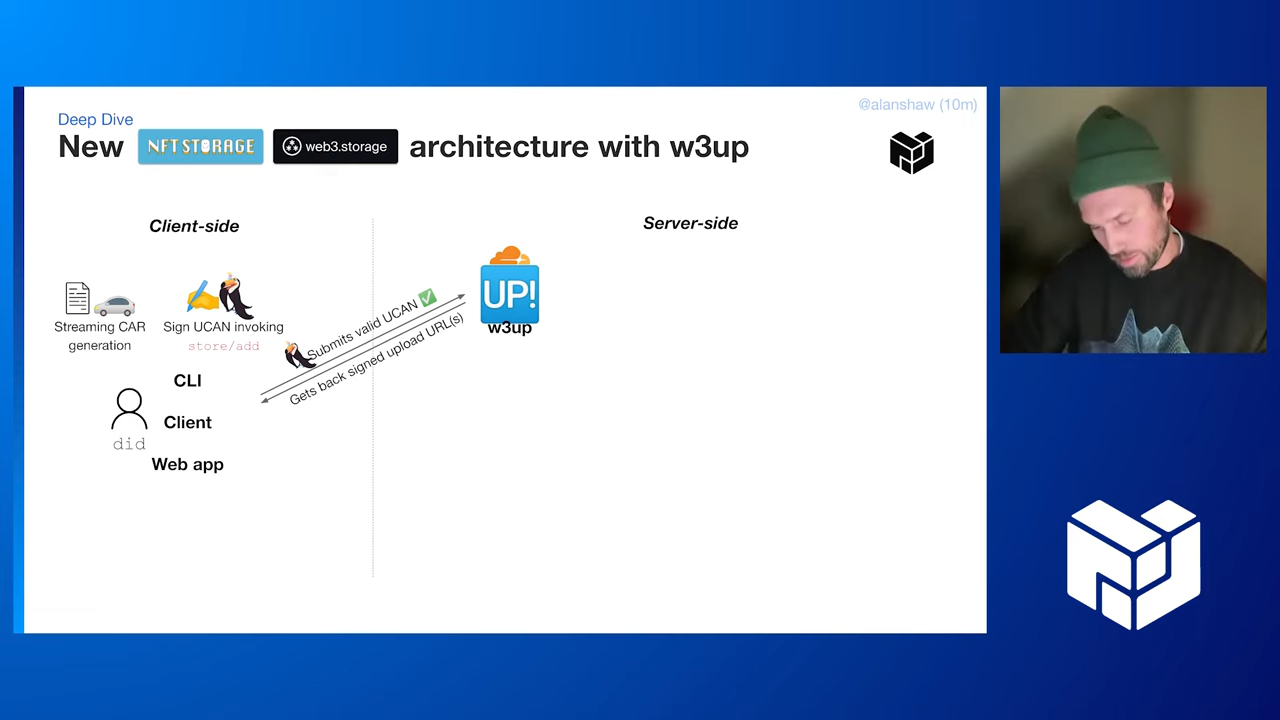 @alanshaw (10m)
Deep Dive
New NFT STORAGE web3.storage architecture with w3up
Client-side
Server-side
UP!
w3up
Streaming CAR
generation
Sign UCAN invoking
store/add
Submits valid UCAN ✅
Gets back signed upload URL(s)
CLI
Client
did
Web app